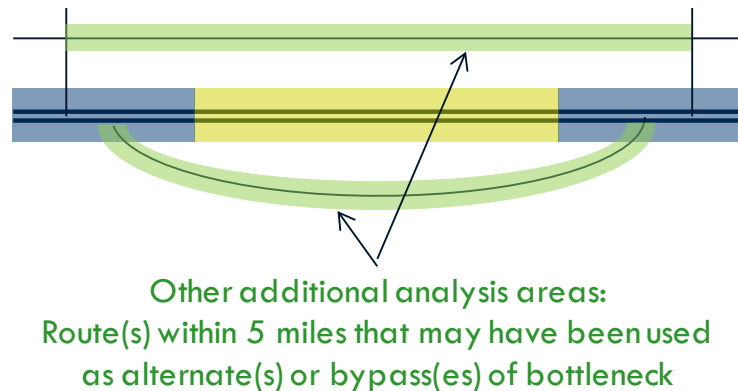 Other additional analysis areas:
Route(s) within 5 miles that may have been used
as alternate(s) or bypass(es) of bottleneck